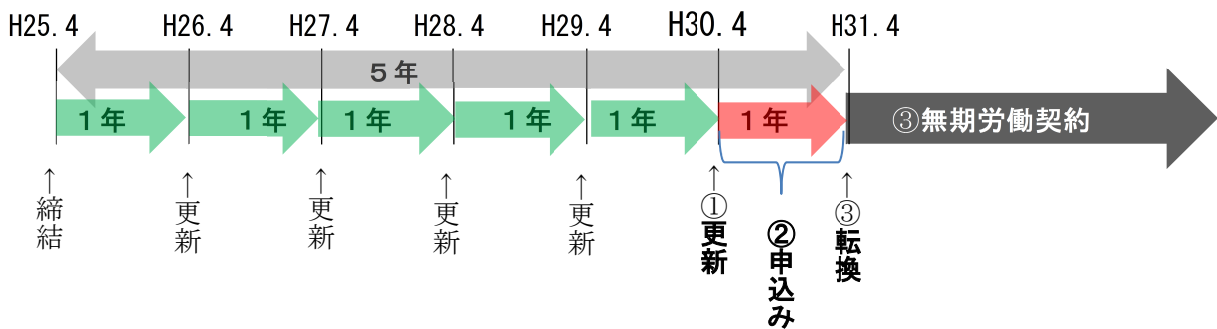 H25.4 H26.4 H27.4 H28.4 H29.4 H30.4 H31.4
5年
1年 1年 1年 1年 1年 1年 ③無期労働契約
↑締結 ↑更新 ↑更新 ↑更新 ↑更新 ↑①更新 ②申込み ↑③転換